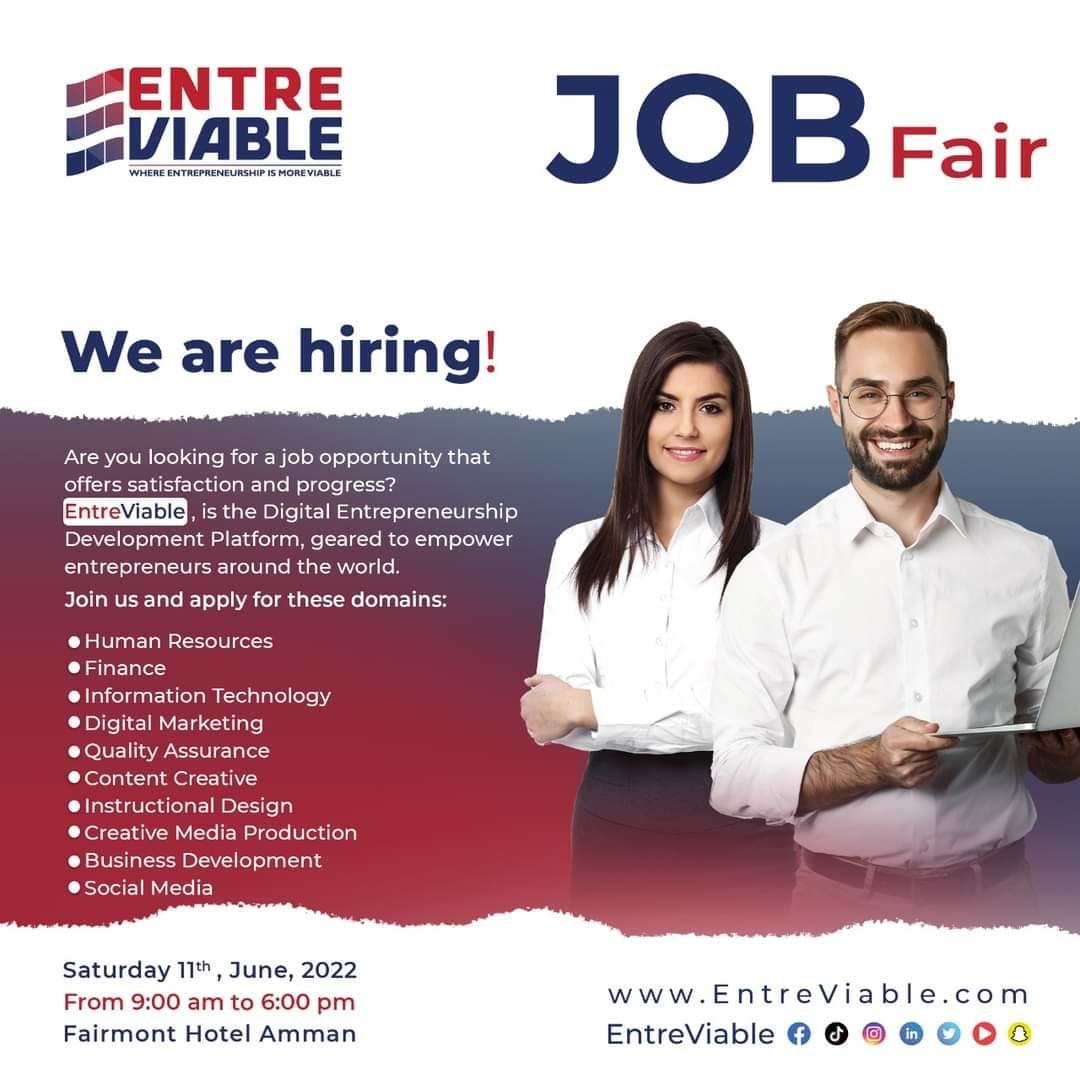 ENTRE
VIABLE
WHERE ENTREPRENEURSHIP IS MORE VIABLE
JOB Fair
We are hiring!
Are you looking for a job opportunity that
offers satisfaction and progress?
EntreViable, is the Digital Entrepreneurship
Development Platform, geared to empower
entrepreneurs around the world.
Join us and apply for these domains:
● Human Resources
● Finance
● Information Technology
● Digital Marketing
● Quality Assurance
● Content Creative
● Instructional Design
● Creative Media Production
● Business Development
● Social Media
Saturday 11th , June, 2022
From 9:00 am to 6:00 pm
Fairmont Hotel Amman
www.EntreViable.com
EntreViable